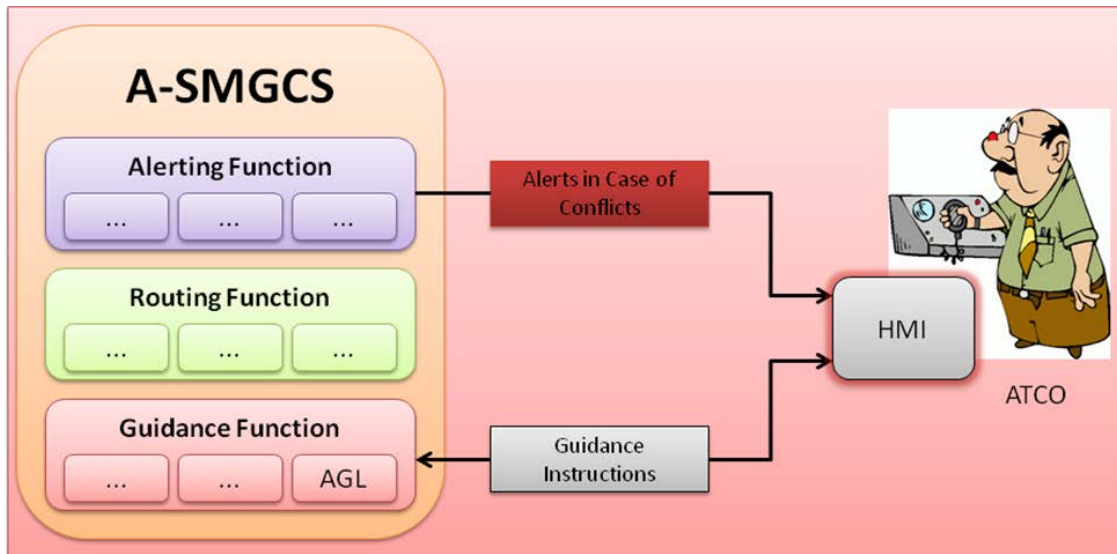 A-SMGCS
Alerting Function
... ... ...
Alerts in Case of
Conflicts
Routing Function
... ... ...
HMI
ATCO
Guidance Function
... ... AGL
Guidance
Instructions